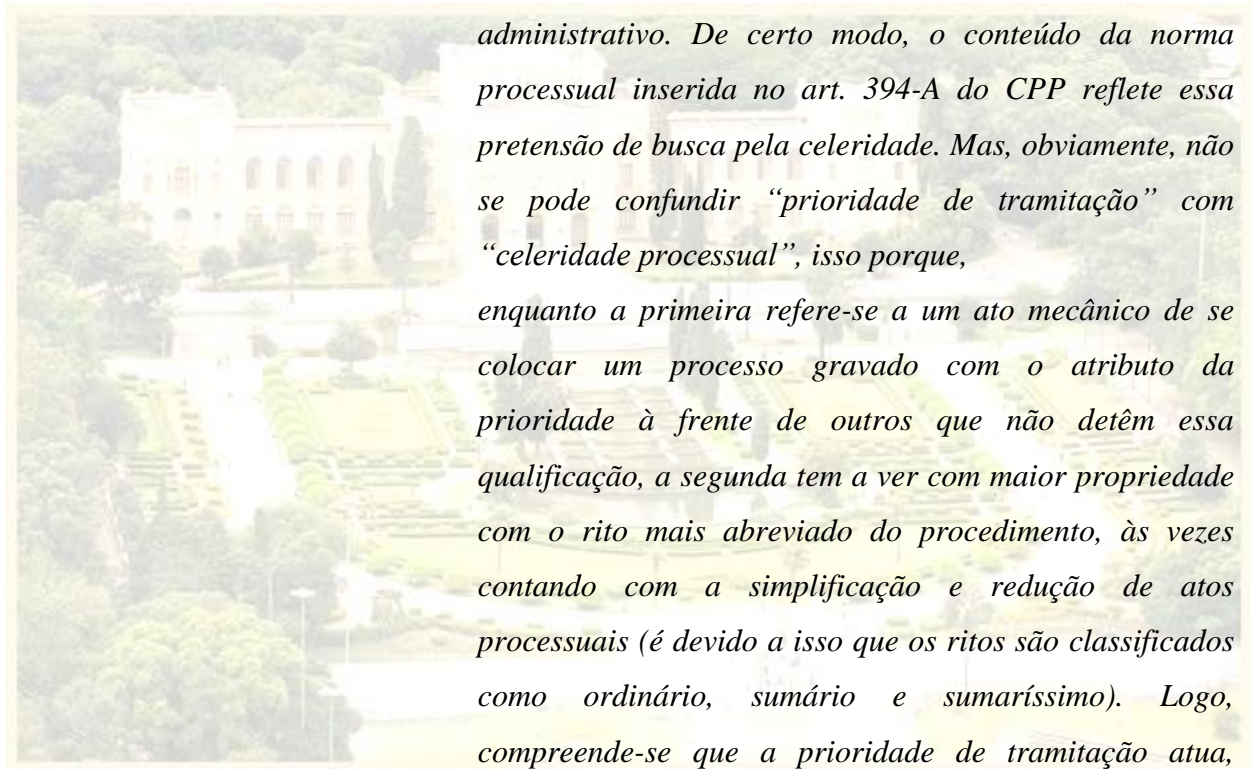 administrativo. De certo modo, o conteúdo da norma
processual inserida no art. 394-A do CPP reflete essa
pretensão de busca pela celeridade. Mas, obviamente, não
se pode confundir “prioridade de tramitação” com
“celeridade processual”, isso porque,
enquanto a primeira refere-se a um ato mecânico de se
colocar um processo gravado com o atributo da
prioridade à frente de outros que não detêm essa
qualificação, a segunda tem a ver com maior propriedade
com o rito mais abreviado do procedimento, às vezes
contando com a simplificação e redução de atos
processuais (é devido a isso que os ritos são classificados
como ordinário, sumário e sumaríssimo). Logo,
compreende-se que a prioridade de tramitação atua,